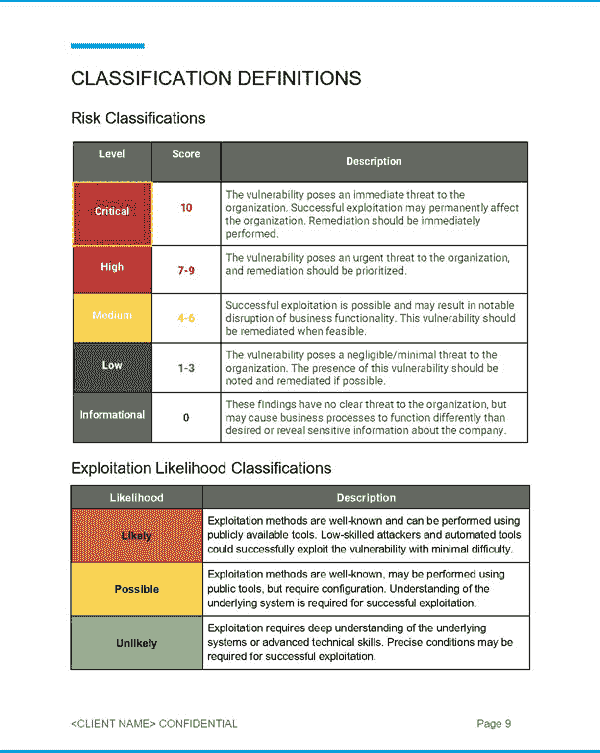 CLASSIFICATION DEFINITIONS
Risk Classifications
Level Score Description
Critical 10 The vulnerability poses an immediate threat to the
organization. Successful exploitation may permanently affect
the organization. Remediation should be immediately
performed.
High 7-9 The vulnerability poses an urgent threat to the organization,
and remediation should be prioritized.
Medium 4-6 Successful exploitation is possible and may result in notable
disruption of business functionality. This vulnerability should
be remediated when feasible.
Low 1-3 The vulnerability poses a negligible/minimal threat to the
organization. The presence of this vulnerability should be
noted and remediated if possible.
Informational 0 These findings have no clear threat to the organization, but
may cause business processes to function differently than
desired or reveal sensitive information about the company.
Exploitation Likelihood Classifications
Likelihood Description
Likely Exploitation methods are well-known and can be performed using
publicly available tools. Low-skilled attackers and automated tools
could successfully exploit the vulnerability with minimal difficulty.
Possible Exploitation methods are well-known, may be performed using
public tools, but require configuration. Understanding of the
underlying system is required for successful exploitation.
Unlikely Exploitation requires deep understanding of the underlying
systems or advanced technical skills. Precise conditions may be
required for successful exploitation.
<CLIENT NAME> CONFIDENTIAL Page 9